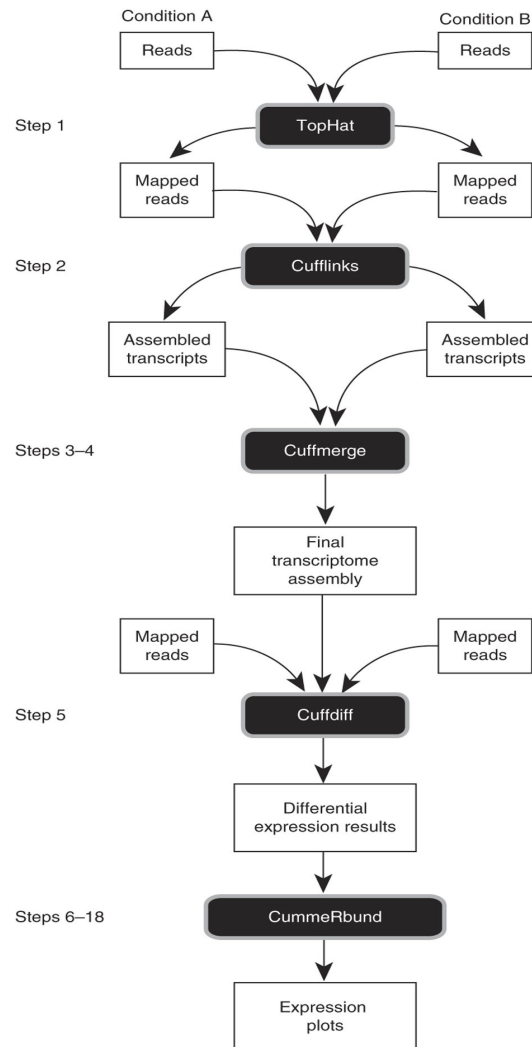 Condition A
Condition B
Reads
Reads
Step 1
TopHat
Mapped
reads
Mapped
reads
Step 2
Cufflinks
Assembled
transcripts
Assembled
transcripts
Steps 3–4
Cuffmerge
Final
transcriptome
assembly
Mapped
reads
Mapped
reads
Step 5
Cuffdiff
Differential
expression results
Steps 6–18
CummeRbund
Expression
plots